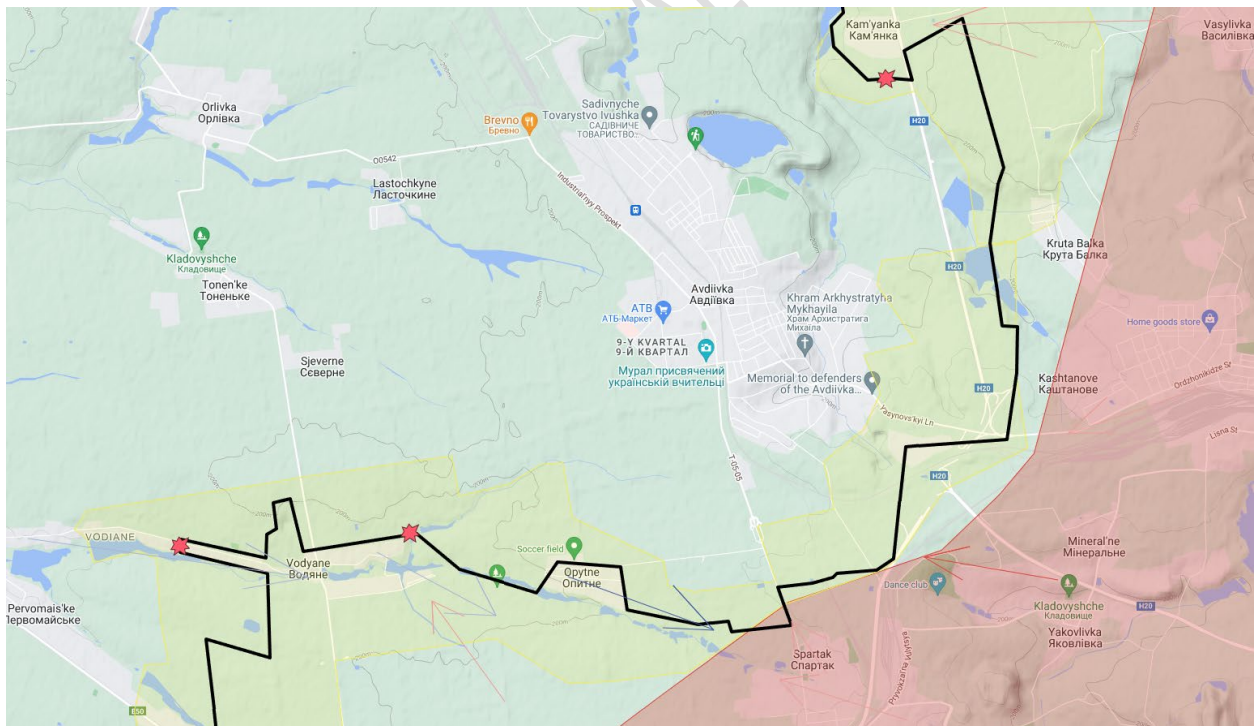 Kam'yanka
Кам'янка
Vasylivka
Василівка
Orlivka
Орлівка
Sadivnyche
Tovarystvo Ivushka
САДІВНИЧЕ
ТОВАРИСТВО...
Brevno
Бревно
H20
O0542
Lastochkyne
Ласточкине
Industrial'nyy Prospekt
Kladovyshche
Кладовище
Tonen'ke
Тоненьке
Kruta Balka
Крута Балка
H20
Avdiivka
Авдіївка
Khram Arkhystratyha
Mykhayila
Храм Архистратига
Михаїла
ATB
АТБ-Маркет
Home goods store
9-Y KVARTAL
9-Й КВАРТАЛ
Sjeverne
Сєверне
Мурал присвячений
українській вчительці
Memorial to defenders
of the Avdiivka...
Kashtanove
Каштанове
Ordzhonikidze St
H20
Yasynovs'kyi Ln
Lisna St
T-05-05
H20
200m
VODIANE
Soccer field
Mineral'ne
Мінеральне
Vodyane
Водяне
Opytne
Опитне
Dance club
Kladovyshche
Кладовище
H20
Pervomais'ke
Первомайське
Yakovlivka
Яковлівка
Spartak
Спартак
Pryvokzal'na Vulytsya
E50